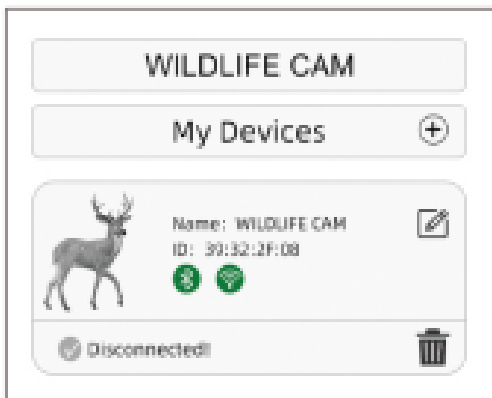 WILDLIFE CAM
My Devices
Name: WILDLIFE CAM
ID: 39:32:2F:08
Disconnected!